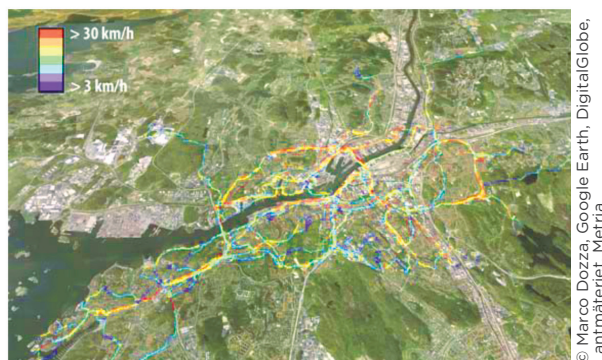 > 30 km/h
> 3 km/h
© Marco Dozza, Google Earth, DigitalGlobe,
antmäteriet, Metria